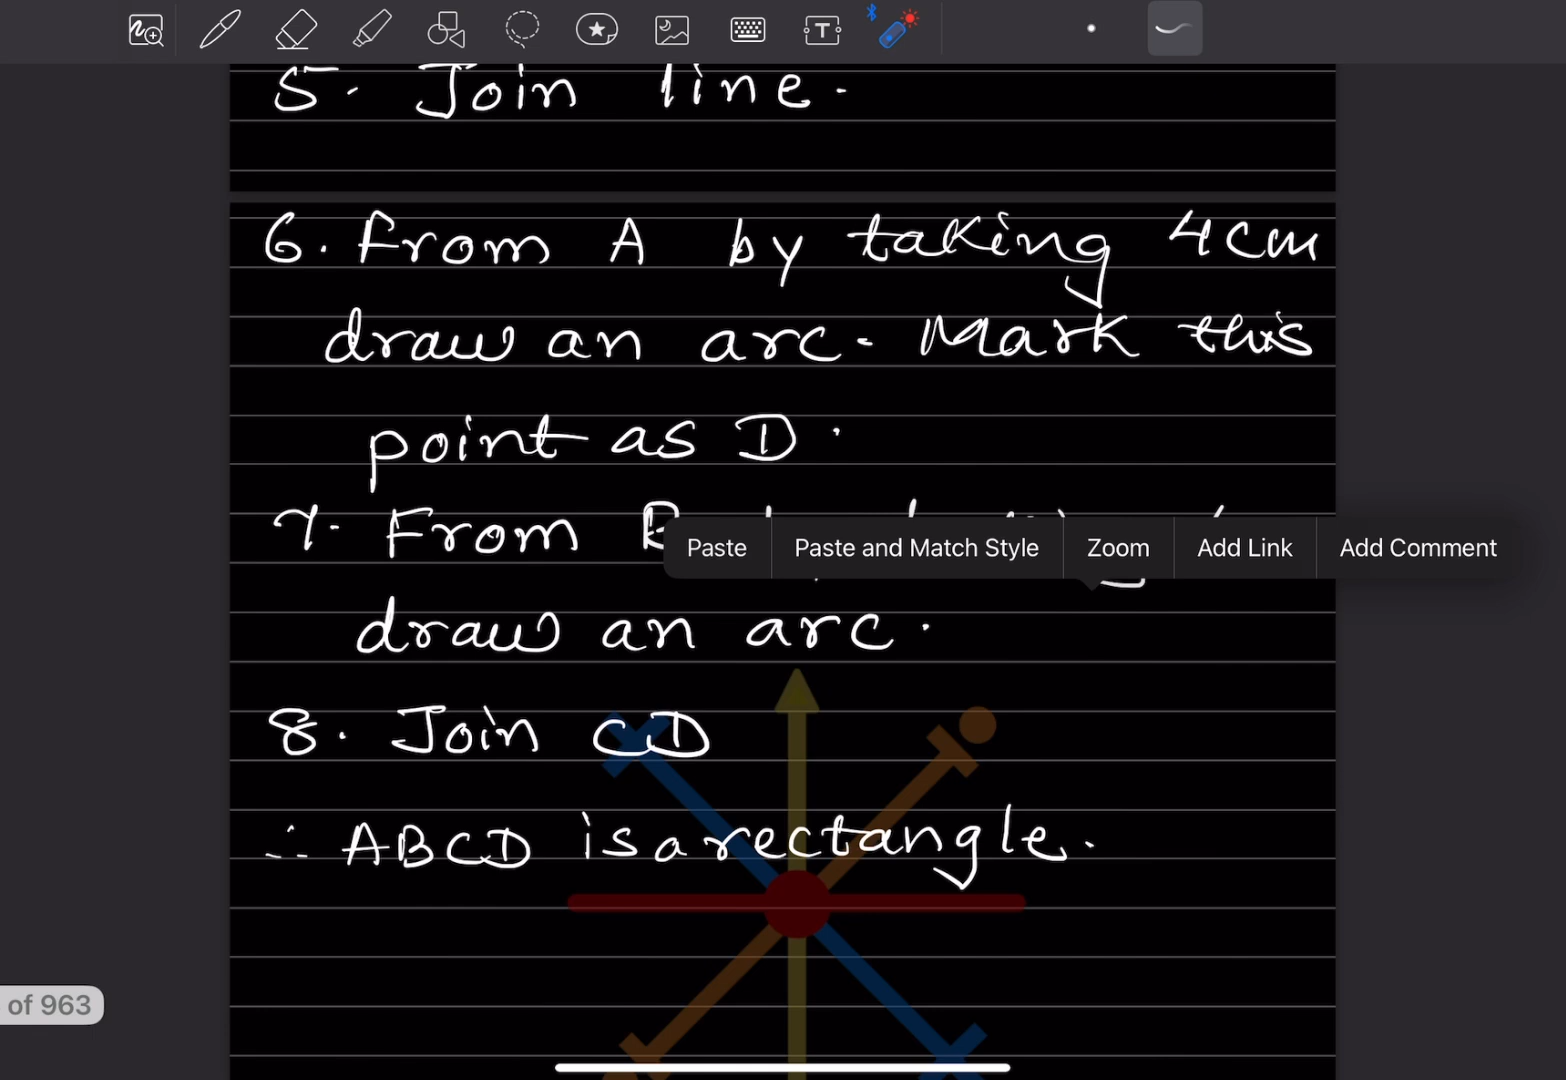 5. Join line.
6. From A by taking 4cm
draw an arc. Mark this
point as D.
7. From
Paste Paste and Match Style Zoom Add Link Add Comment
draw an arc.
8. Join CD
∴ ABCD is a rectangle.
of 963